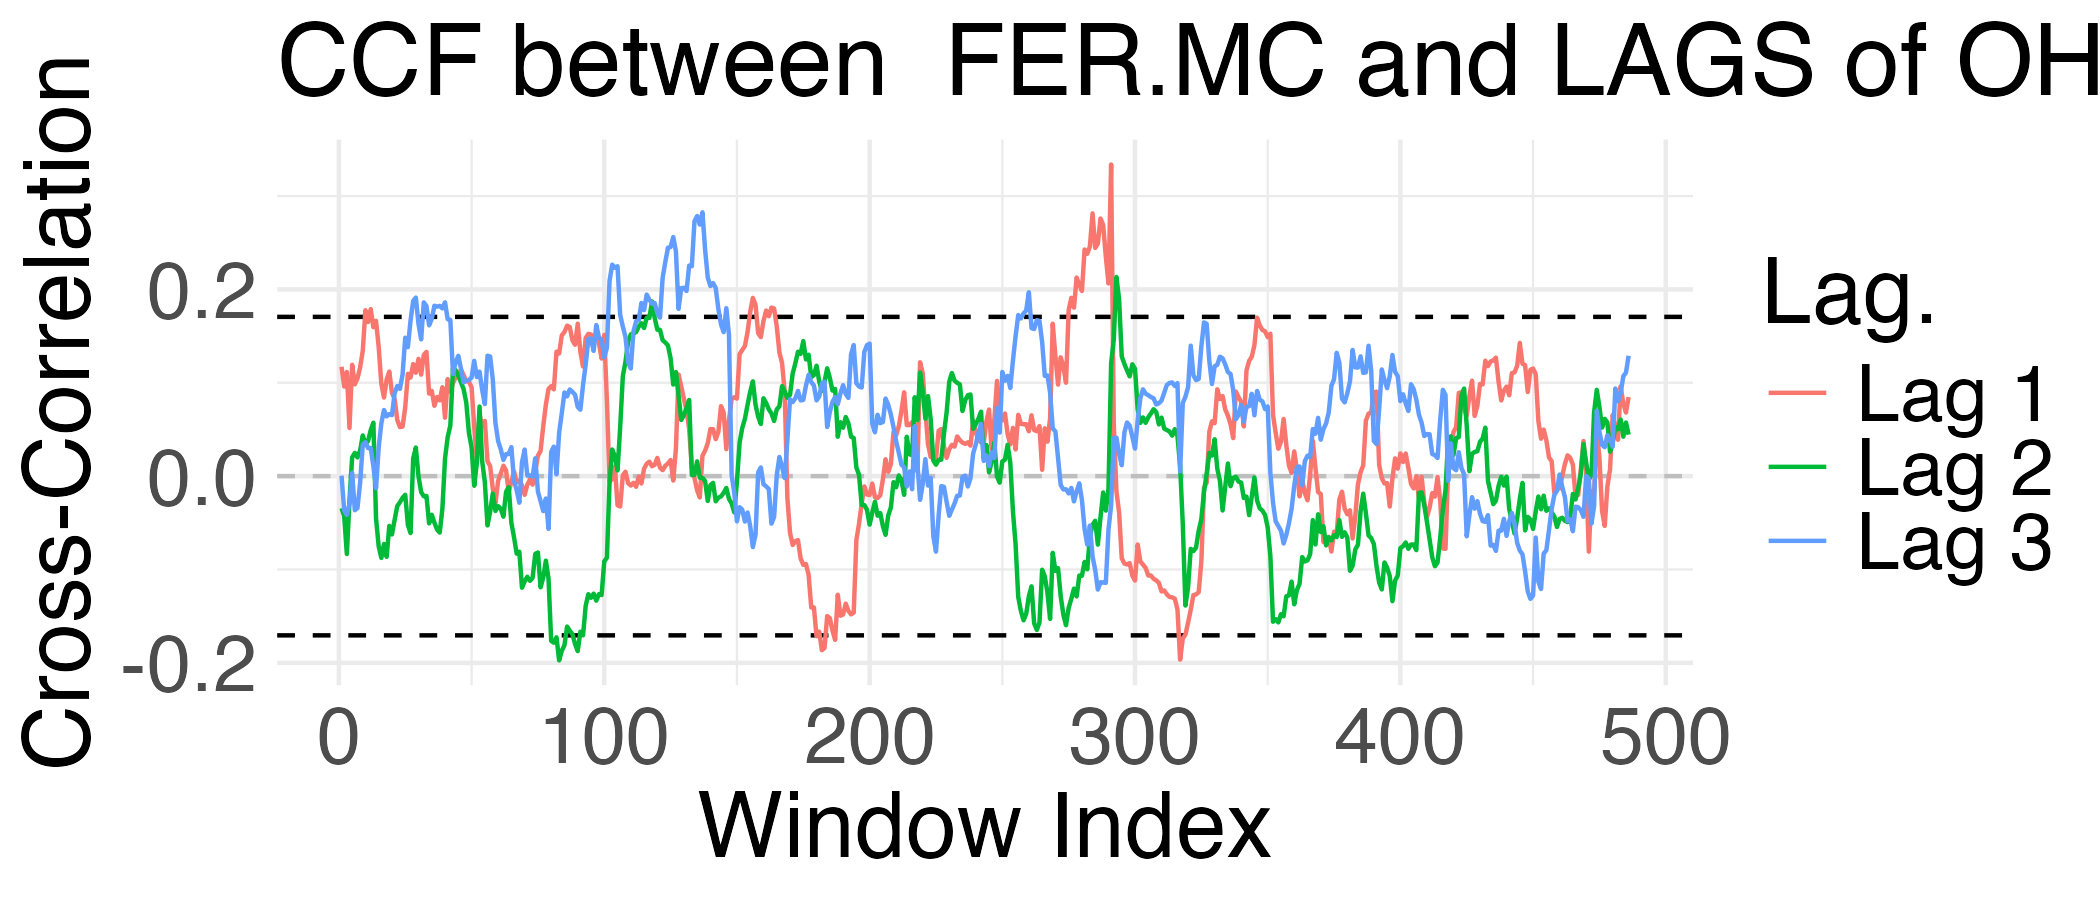 CCF between  FER.MC and LAGS of OH
Cross-Correlation
0.2
0.0
-0.2
0
100
200
300
400
500
Window Index
Lag.
Lag 1
Lag 2
Lag 3